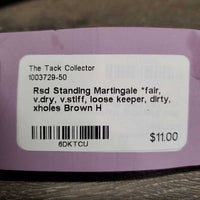 The Tack Collector
1003729-50
Rsd Standing Martingale *fair,
v.dry, v.stiff, loose keeper, dirty,
xholes Brown H
$11.00
6DKTCU